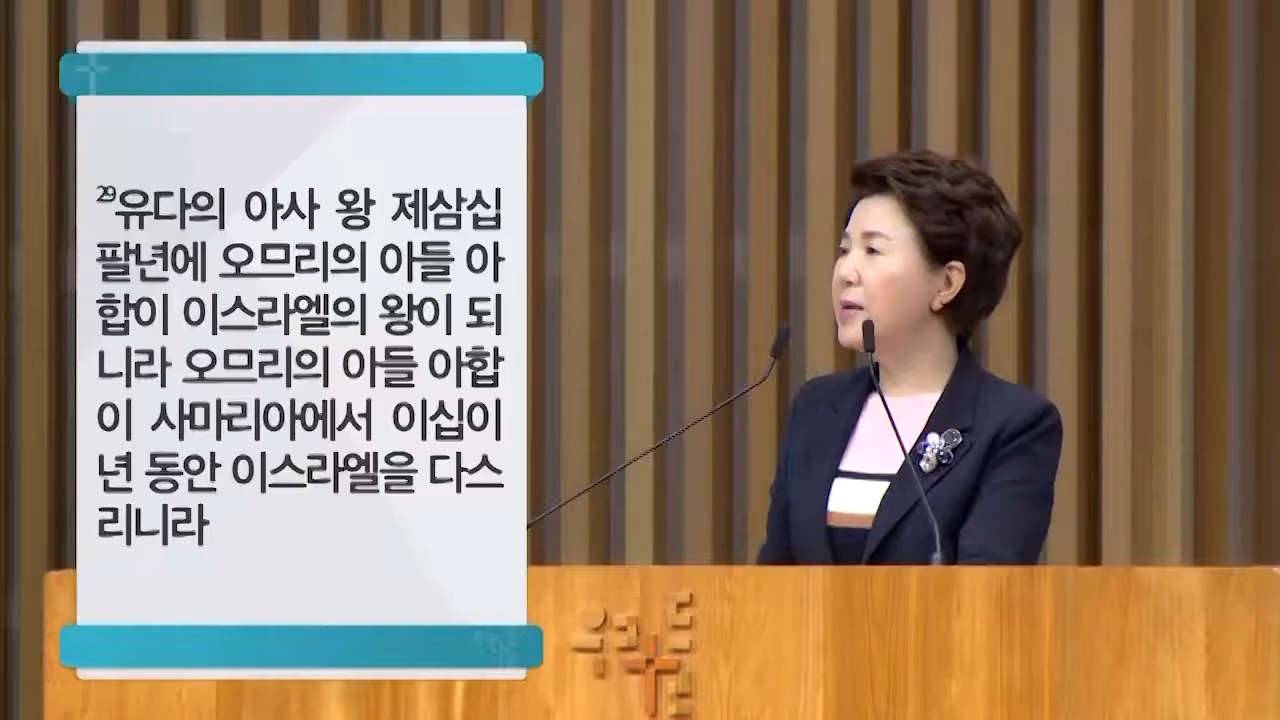 29유다의 아사 왕 제삼십
팔년에 오므리의 아들 아
합이 이스라엘의 왕이 되
니라 오므리의 아들 아합
이 사마리아에서 이십이
년 동안 이스라엘을 다스
리니라